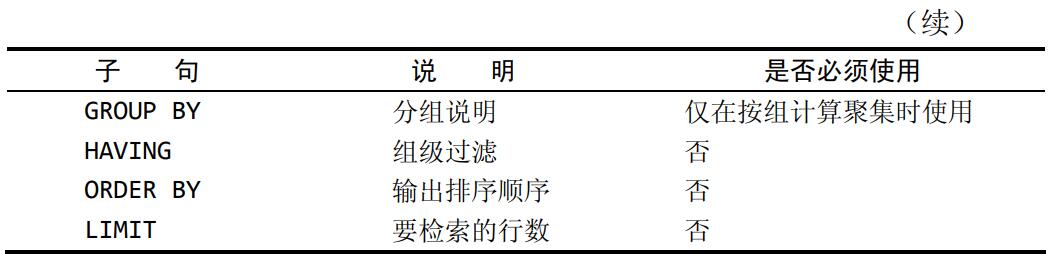 （续）
子 句 说 明 是否必须使用
GROUP BY 分组说明 仅在按组计算聚集时使用
HAVING 组级过滤 否
ORDER BY 输出排序顺序 否
LIMIT 要检索的行数 否